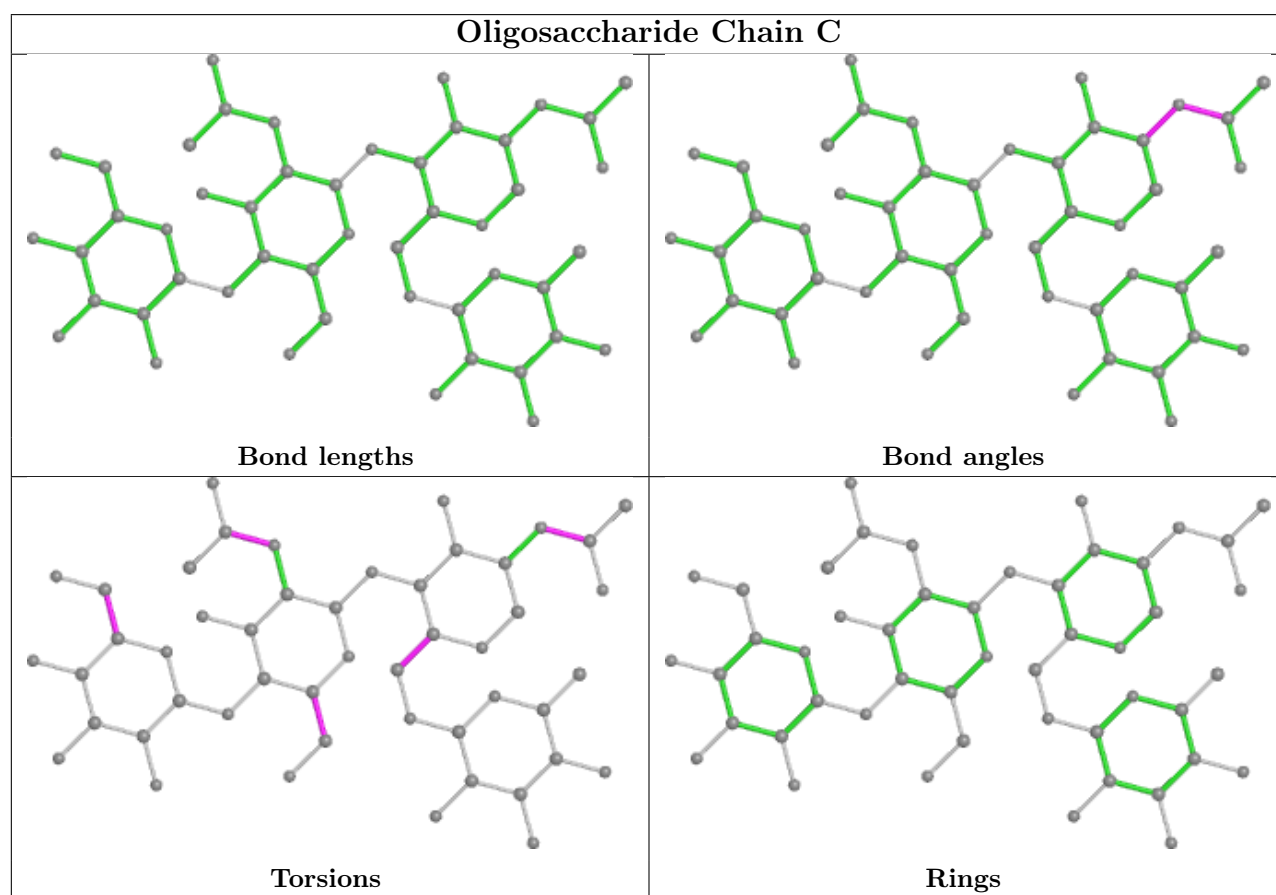 Oligosaccharide Chain C
Bond lengths
Bond angles
Torsions
Rings